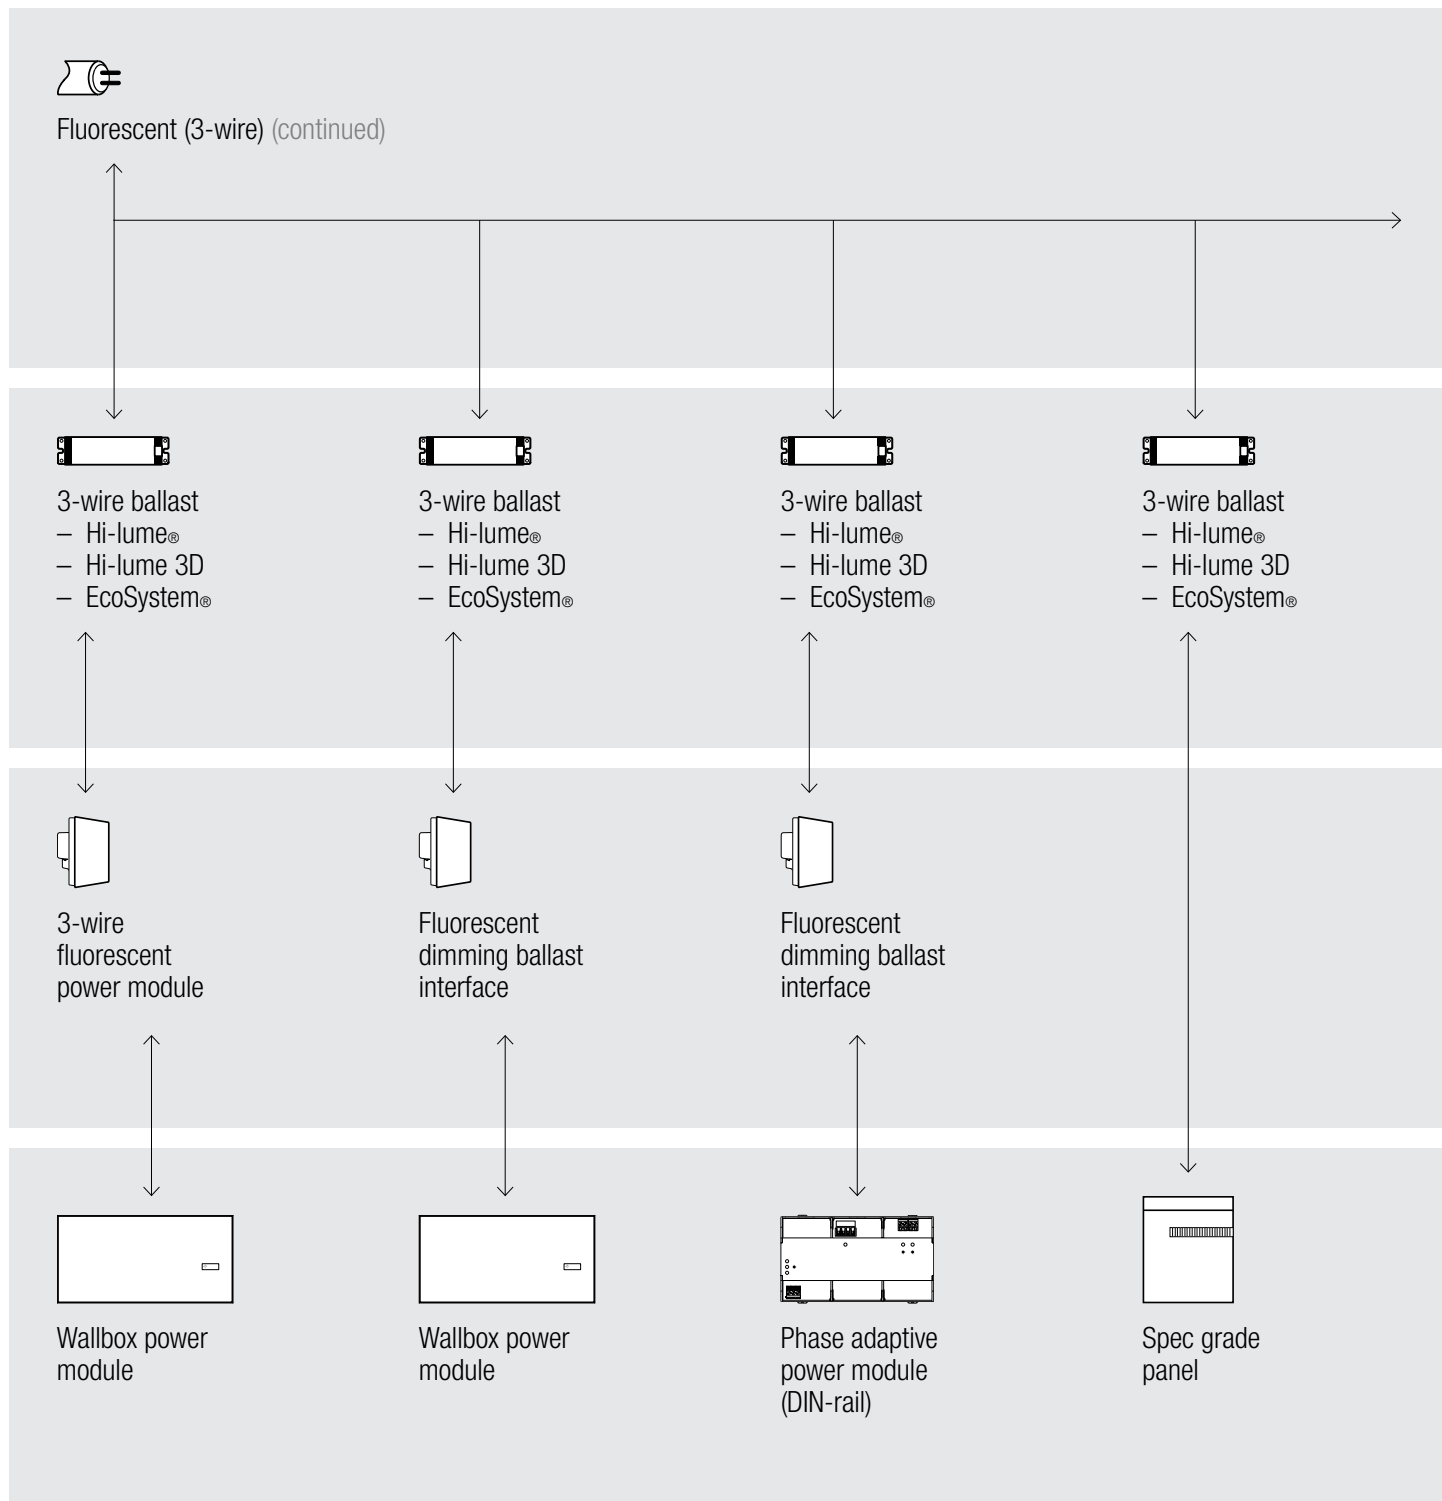 Fluorescent (3-wire) (continued)
3-wire ballast
– Hi-lume®
– Hi-lume 3D
– EcoSystem®
3-wire ballast
– Hi-lume®
– Hi-lume 3D
– EcoSystem®
3-wire ballast
– Hi-lume®
– Hi-lume 3D
– EcoSystem®
3-wire ballast
– Hi-lume®
– Hi-lume 3D
– EcoSystem®
3-wire
fluorescent
power module
Fluorescent
dimming ballast
interface
Fluorescent
dimming ballast
interface
Wallbox power
module
Wallbox power
module
Phase adaptive
power module
(DIN-rail)
Spec grade
panel